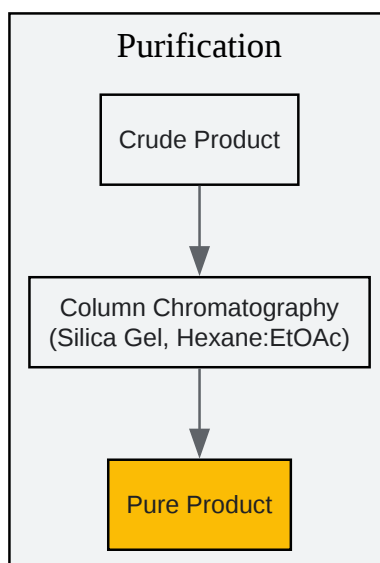 Purification
Crude Product
Column Chromatography
(Silica Gel, Hexane:EtOAc)
Pure Product